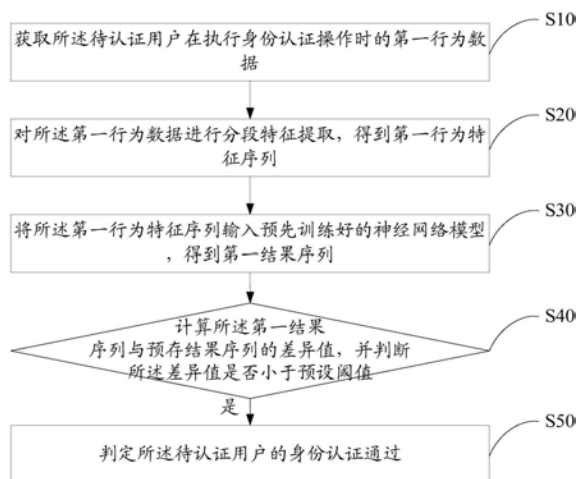 S10
获取所述待认证用户在执行身份认证操作时的第一行为数
据
S20
对所述第一行为数据进行分段特征提取，得到第一行为特
征序列
S30
将所述第一行为特征序列输入预先训练好的神经网络模型
，得到第一结果序列
S40
计算所述第一结果
序列与预存结果序列的差异值，并判断
所述差异值是否小于预设阈值
是
S50
判定所述待认证用户的身份认证通过